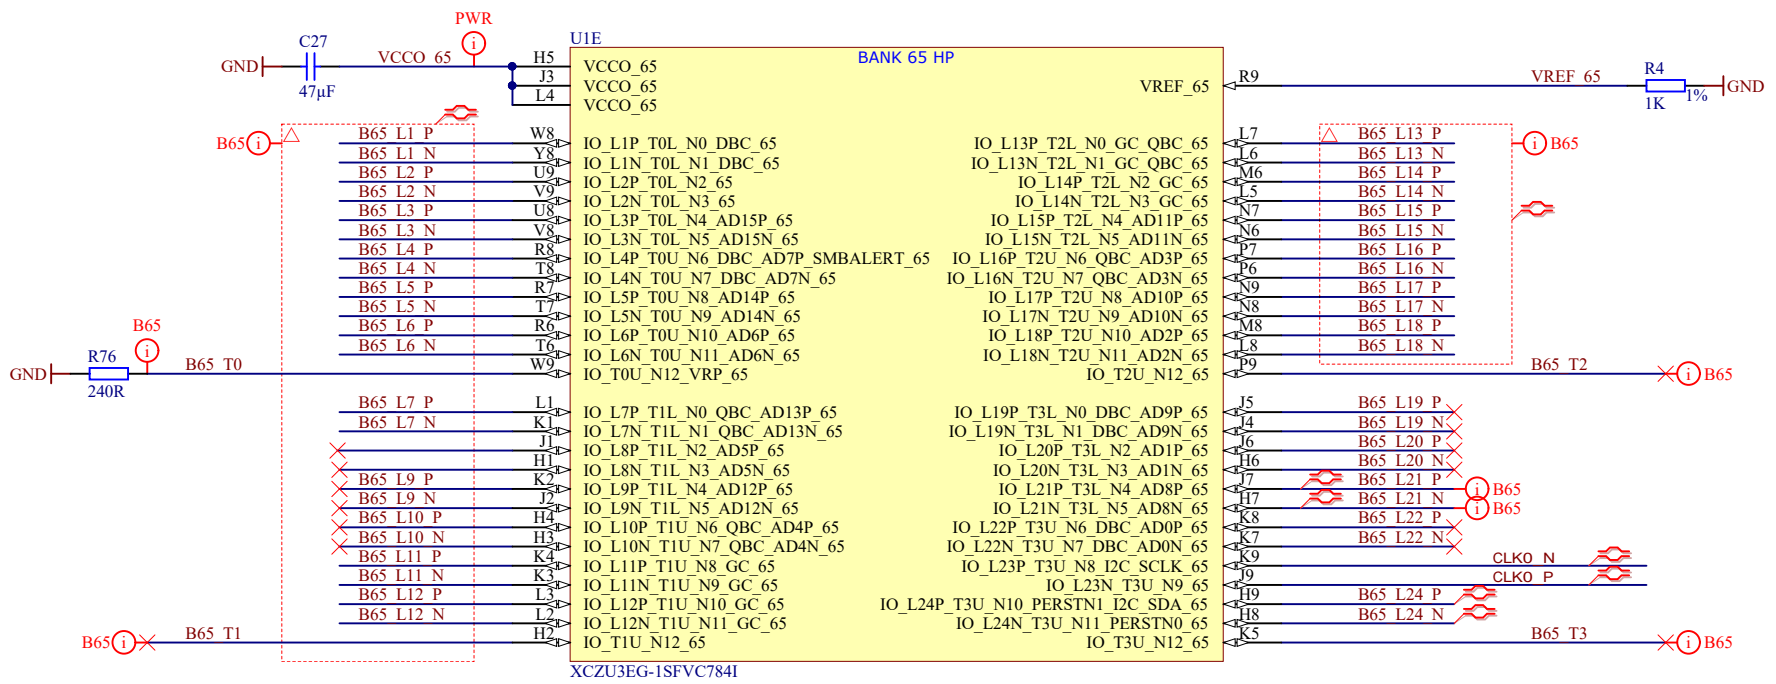 PWR
U1E
C27
GND
47µF
VCCO_65
H5
VCCO_65
J3
VCCO_65
L4
VCCO_65
BANK 65 HP
VREF_65
R9
VREF_65
R4
1K
1%
GND
B65
B65_L1_P W8 IO_L1P_T0L_N0_DBC_65
B65_L1_N Y8 IO_L1N_T0L_N1_DBC_65
B65_L2_P U9 IO_L2P_T0L_N2_65
B65_L2_N V9 IO_L2N_T0L_N3_65
B65_L3_P U8 IO_L3P_T0L_N4_AD15P_65
B65_L3_N V8 IO_L3N_T0L_N5_AD15N_65
B65_L4_P R8 IO_L4P_T0U_N6_DBC_AD7P_SMBALERT_65
B65_L4_N T8 IO_L4N_T0U_N7_DBC_AD7N_65
B65_L5_P R7 IO_L5P_T0U_N8_AD14P_65
B65_L5_N T7 IO_L5N_T0U_N9_AD14N_65
B65_L6_P R6 IO_L6P_T0U_N10_AD6P_65
B65_L6_N T6 IO_L6N_T0U_N11_AD6N_65
B65
R76
GND
240R
B65_T0 W9 IO_T0U_N12_VRP_65
B65_L7_P L1 IO_L7P_T1L_N0_QBC_AD13P_65
B65_L7_N K1 IO_L7N_T1L_N1_QBC_AD13N_65
J1 IO_L8P_T1L_N2_AD5P_65
H1 IO_L8N_T1L_N3_AD5N_65
B65_L9_P K2 IO_L9P_T1L_N4_AD12P_65
B65_L9_N J2 IO_L9N_T1L_N5_AD12N_65
B65_L10_P H4 IO_L10P_T1U_N6_QBC_AD4P_65
B65_L10_N H3 IO_L10N_T1U_N7_QBC_AD4N_65
B65_L11_P K4 IO_L11P_T1U_N8_GC_65
B65_L11_N K3 IO_L11N_T1U_N9_GC_65
B65_L12_P L3 IO_L12P_T1U_N10_GC_65
B65_L12_N L2 IO_L12N_T1U_N11_GC_65
B65 B65_T1 H2 IO_T1U_N12_65
IO_L13P_T2L_N0_GC_QBC_65 L7 B65_L13_P B65
IO_L13N_T2L_N1_GC_QBC_65 L6 B65_L13_N
IO_L14P_T2L_N2_GC_65 M6 B65_L14_P
IO_L14N_T2L_N3_GC_65 L5 B65_L14_N
IO_L15P_T2L_N4_AD11P_65 N7 B65_L15_P
IO_L15N_T2L_N5_AD11N_65 N6 B65_L15_N
IO_L16P_T2U_N6_QBC_AD3P_65 P7 B65_L16_P
IO_L16N_T2U_N7_QBC_AD3N_65 P6 B65_L16_N
IO_L17P_T2U_N8_AD10P_65 N9 B65_L17_P
IO_L17N_T2U_N9_AD10N_65 N8 B65_L17_N
IO_L18P_T2U_N10_AD2P_65 M8 B65_L18_P
IO_L18N_T2U_N11_AD2N_65 L8 B65_L18_N
IO_T2U_N12_65 P9 B65_T2 B65
IO_L19P_T3L_N0_DBC_AD9P_65 J5 B65_L19_P
IO_L19N_T3L_N1_DBC_AD9N_65 J4 B65_L19_N
IO_L20P_T3L_N2_AD1P_65 J6 B65_L20_P
IO_L20N_T3L_N3_AD1N_65 H6 B65_L20_N
IO_L21P_T3L_N4_AD8P_65 J7 B65_L21_P B65
IO_L21N_T3L_N5_AD8N_65 H7 B65_L21_N B65
IO_L22P_T3U_N6_DBC_AD0P_65 K8 B65_L22_P
IO_L22N_T3U_N7_DBC_AD0N_65 K7 B65_L22_N
IO_L23P_T3U_N8_I2C_SCLK_65 K9 CLK0_N
IO_L23N_T3U_N9_65 J9 CLK0_P
IO_L24P_T3U_N10_PERSTN1_I2C_SDA_65 H9 B65_L24_P
IO_L24N_T3U_N11_PERSTN0_65 H8 B65_L24_N
IO_T3U_N12_65 K5 B65_T3 B65
XCZU3EG-1SFVC784I